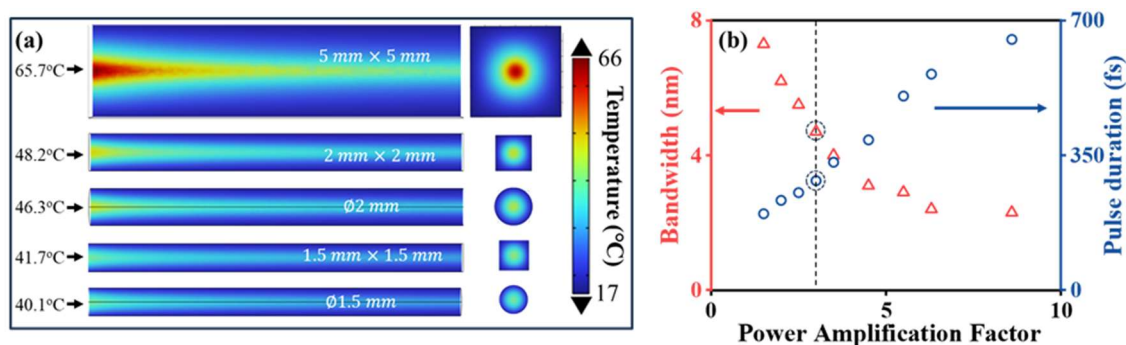 (a)
65.7°C
5 mm × 5 mm
48.2°C
2 mm × 2 mm
46.3°C
Ø2 mm
41.7°C
1.5 mm × 1.5 mm
40.1°C
Ø1.5 mm
66
Temperature (°C)
17
(b)
8
4
0
Bandwidth (nm)
700
350
0
Pulse duration (fs)
0
5
10
Power Amplification Factor